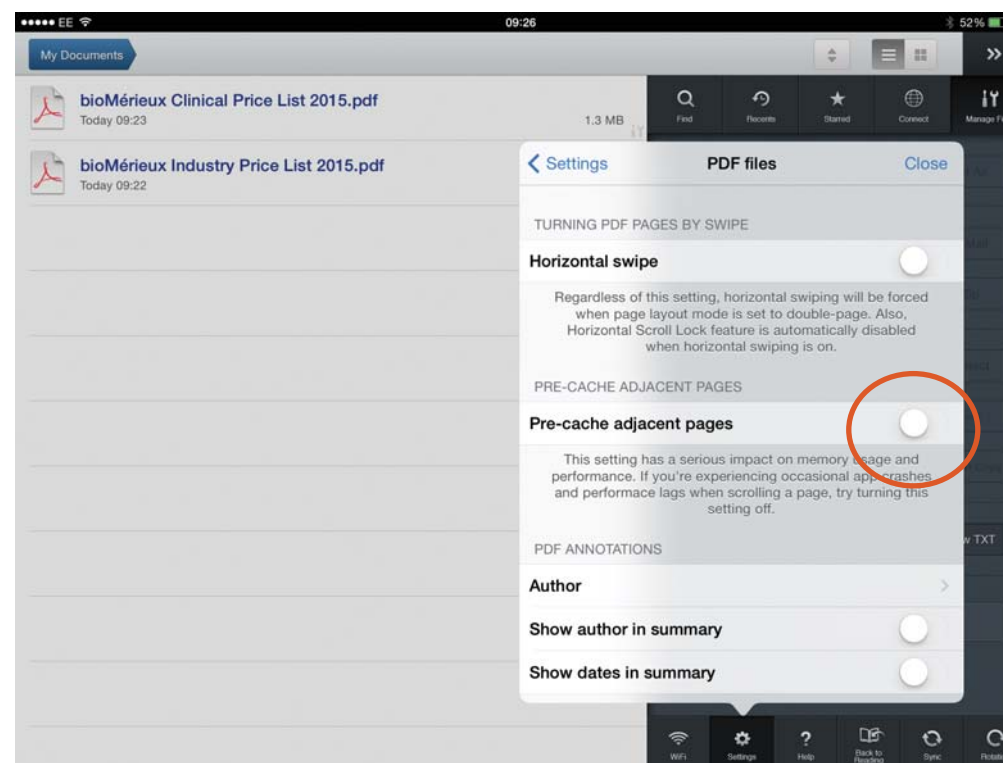 EE 09:26 52%
My Documents
bioMérieux Clinical Price List 2015.pdf
Today 09:23
1.3 MB
bioMérieux Industry Price List 2015.pdf
Today 09:22
Find Recents Starred Connect Manage Fi
Settings PDF files Close
TURNING PDF PAGES BY SWIPE
Horizontal swipe
Regardless of this setting, horizontal swiping will be forced
when page layout mode is set to double-page. Also,
Horizontal Scroll Lock feature is automatically disabled
when horizontal swiping is on.
PRE-CACHE ADJACENT PAGES
Pre-cache adjacent pages
This setting has a serious impact on memory usage and
performance. If you're experiencing occasional app crashes
and performace lags when scrolling a page, try turning this
setting off.
PDF ANNOTATIONS
w TXT
Author
Show author in summary
Show dates in summary
WiFi Settings Help Back to Reading Sync Rotati